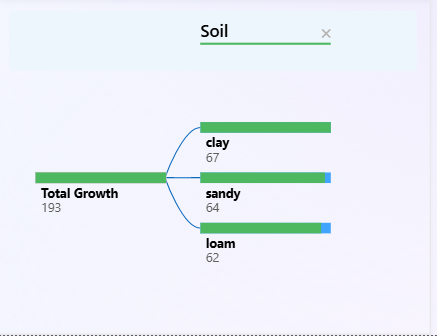 Soil
clay
67
Total Growth
193
sandy
64
loam
62